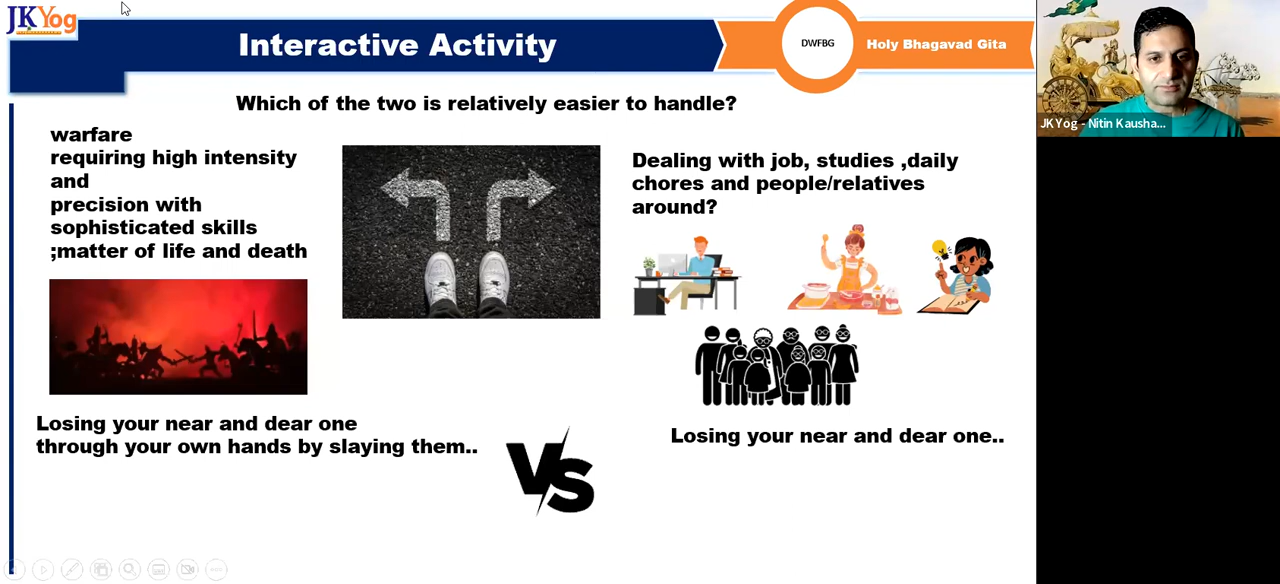 JKYog
Interactive Activity
DWFBG
Holy Bhagavad Gita
JKYog - Nitin Kausha...
Which of the two is relatively easier to handle?
warfare
requiring high intensity
and
precision with
sophisticated skills
;matter of life and death
Dealing with job, studies ,daily
chores and people/relatives
around?
Losing your near and dear one
through your own hands by slaying them..
VS
Losing your near and dear one..